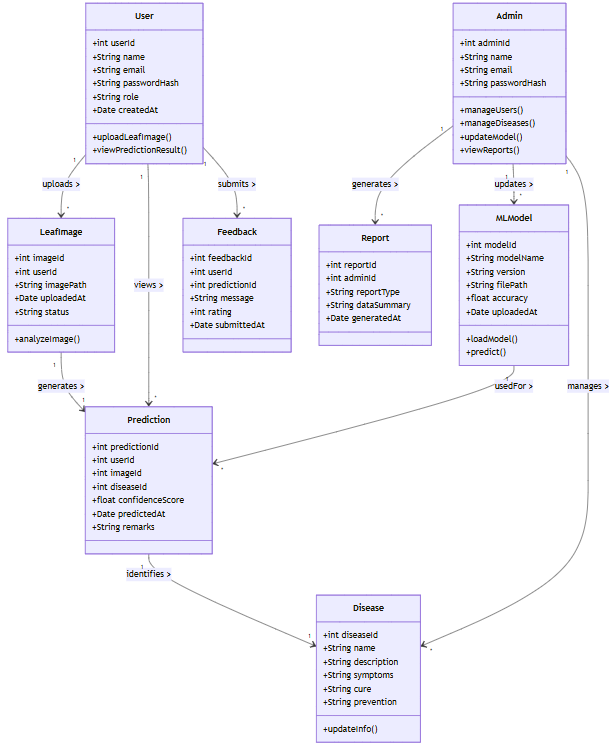 User
+int userId
+String name
+String email
+String passwordHash
+String role
+Date createdAt
+uploadLeafImage()
+viewPredictionResult()
Admin
+int adminId
+String name
+String email
+String passwordHash
+manageUsers()
+manageDiseases()
+updateModel()
+viewReports()
1
1
1
1
1
1
uploads >
submits >
generates >
updates >
*
*
*
*
LeafImage
+int imageId
+int userId
+String imagePath
+Date uploadedAt
+String status
+analyzeImage()
views >
Feedback
+int feedbackId
+int userId
+int predictionId
+String message
+int rating
+Date submittedAt
Report
+int reportId
+int adminId
+String reportType
+String dataSummary
+Date generatedAt
MLModel
+int modelId
+String modelName
+String version
+String filePath
+float accuracy
+Date uploadedAt
+loadModel()
+predict()
1
generates >
1
*
1
usedFor >
manages >
*
Prediction
+int predictionId
+int userId
+int imageId
+int diseaseId
+float confidenceScore
+Date predictedAt
+String remarks
1
identifies >
1
*
Disease
+int diseaseId
+String name
+String description
+String symptoms
+String cure
+String prevention
+updateInfo()